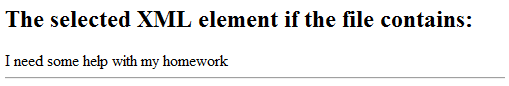 The selected XML element if the file contains:
I need some help with my homework